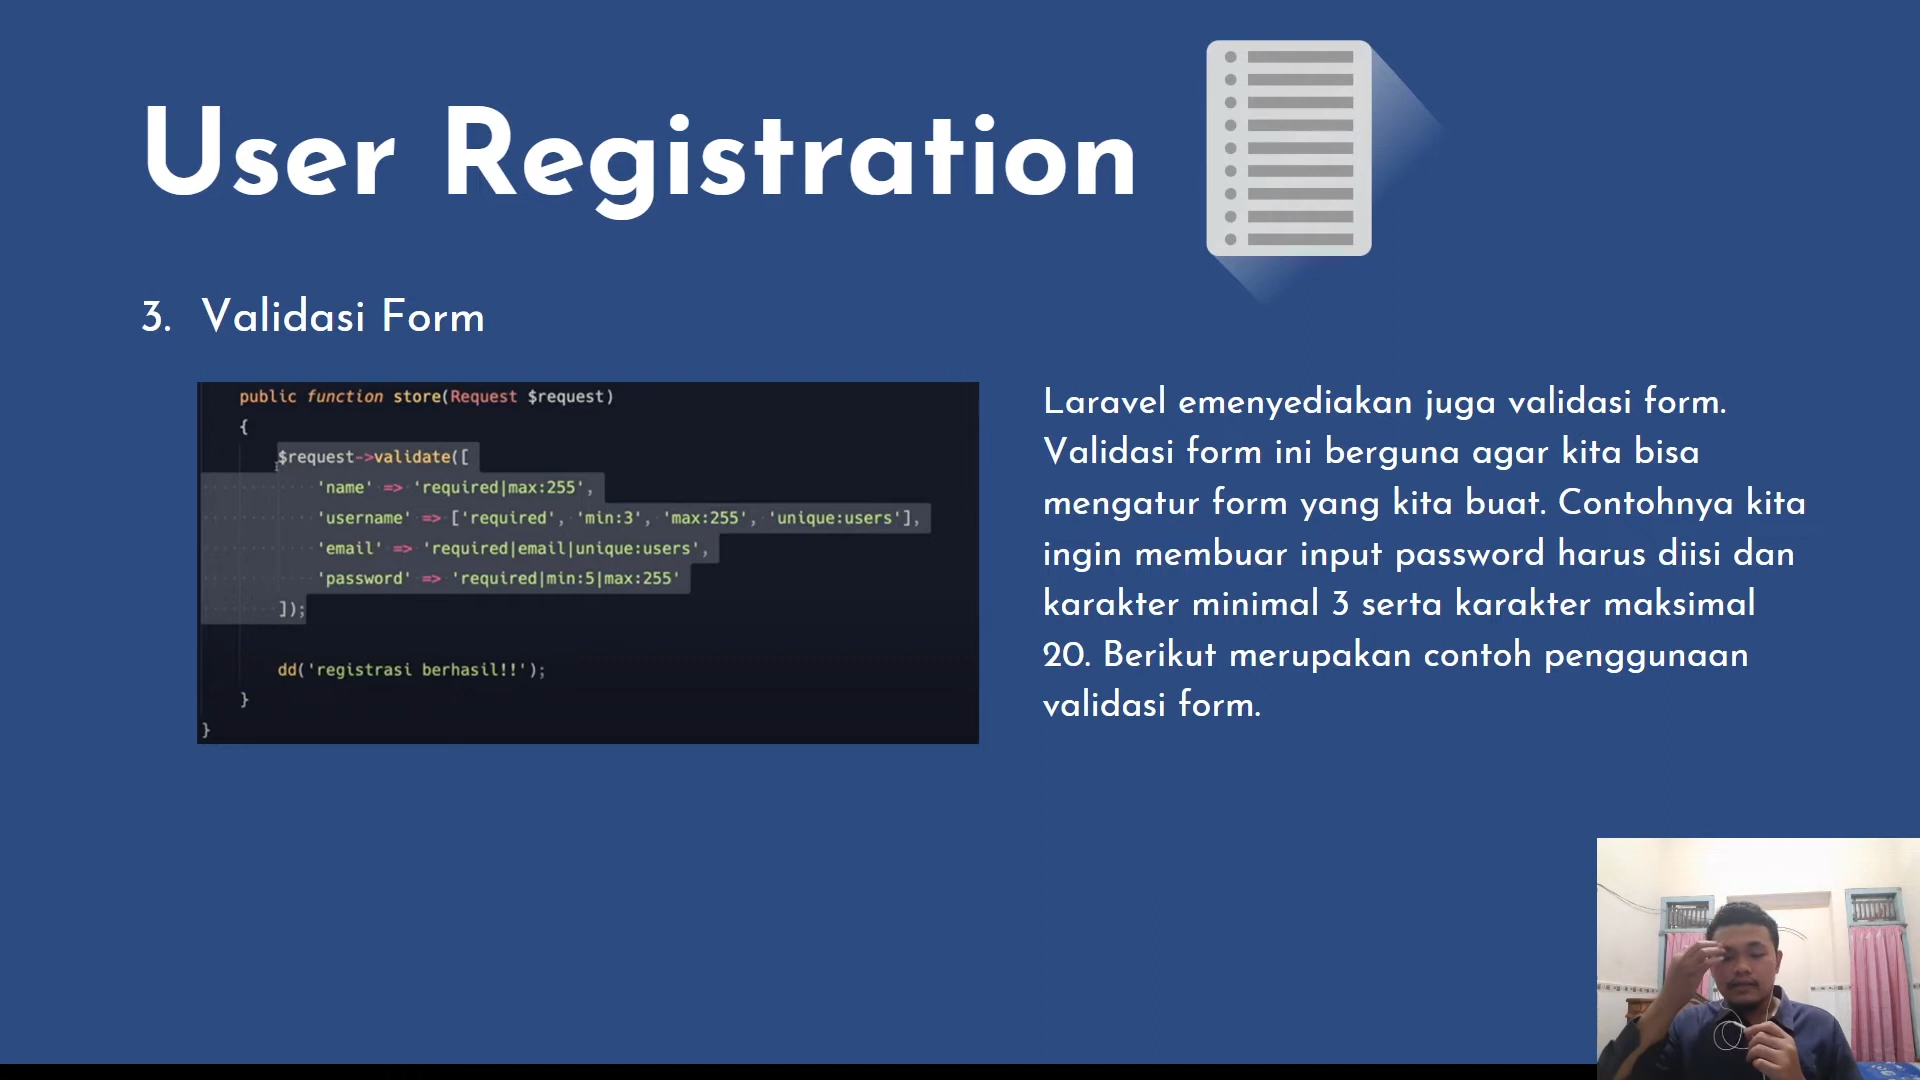 User Registration
3. Validasi Form
public function store(Request $request)
{
$request->validate([
'name' => 'required|max:255',
'username' => ['required', 'min:3', 'max:255', 'unique:users'],
'email' => 'required|email|unique:users',
'password' => 'required|min:5|max:255'
]);
dd('registrasi berhasil!!');
}
}
Laravel emenyediakan juga validasi form.
Validasi form ini berguna agar kita bisa
mengatur form yang kita buat. Contohnya kita
ingin membuar input password harus diisi dan
karakter minimal 3 serta karakter maksimal
20. Berikut merupakan contoh penggunaan
validasi form.